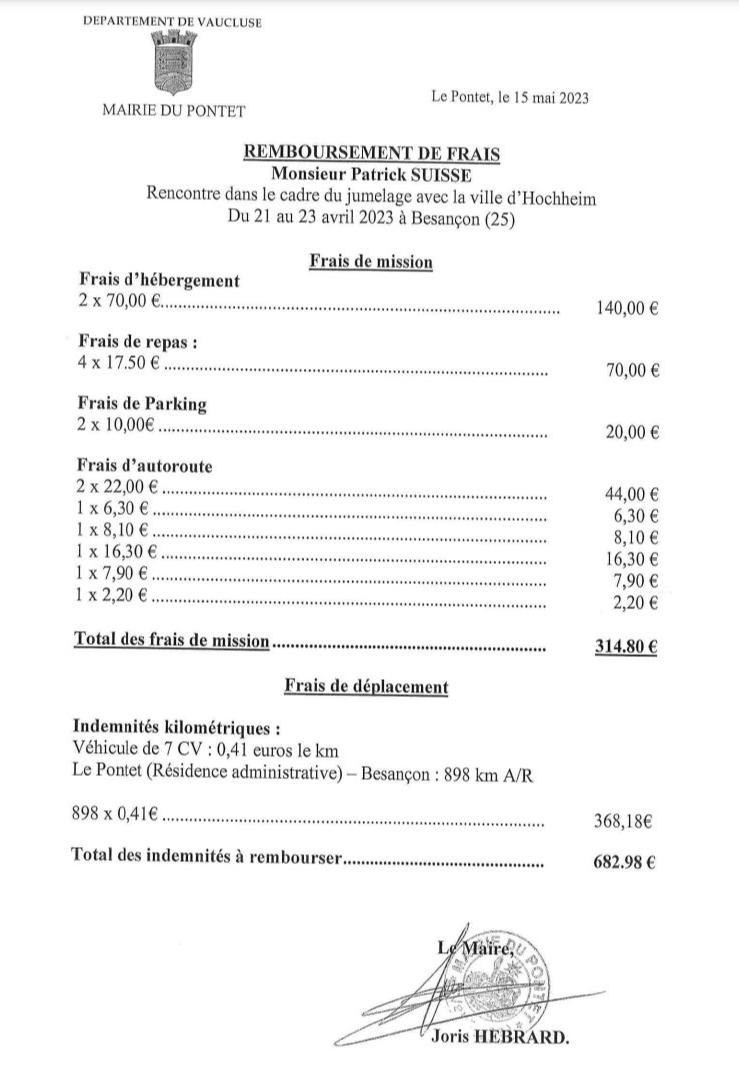 DEPARTEMENT DE VAUCLUSE
MAIRIE DU PONTET
Le Pontet, le 15 mai 2023
REMBOURSEMENT DE FRAIS
Monsieur Patrick SUISSE
Rencontre dans le cadre du jumelage avec la ville d’Hochheim
Du 21 au 23 avril 2023 à Besançon (25)
Frais de mission
Frais d’hébergement
2 x 70,00 €.......................................................................................... 140,00 €
Frais de repas :
4 x 17.50 €.......................................................................................... 70,00 €
Frais de Parking
2 x 10,00€.......................................................................................... 20,00 €
Frais d’autoroute
2 x 22,00 €.......................................................................................... 44,00 €
1 x 6,30 €.......................................................................................... 6,30 €
1 x 8,10 €.......................................................................................... 8,10 €
1 x 16,30 €.......................................................................................... 16,30 €
1 x 7,90 €.......................................................................................... 7,90 €
1 x 2,20 €.......................................................................................... 2,20 €
Total des frais de mission.................................................................. 314.80 €
Frais de déplacement
Indemnités kilométriques :
Véhicule de 7 CV : 0,41 euros le km
Le Pontet (Résidence administrative) – Besançon : 898 km A/R
898 x 0,41€.......................................................................................... 368,18€
Total des indemnités à rembourser.................................................. 682.98 €
Le Maire,
MAIRIE DU PONTET
Joris HEBRARD.